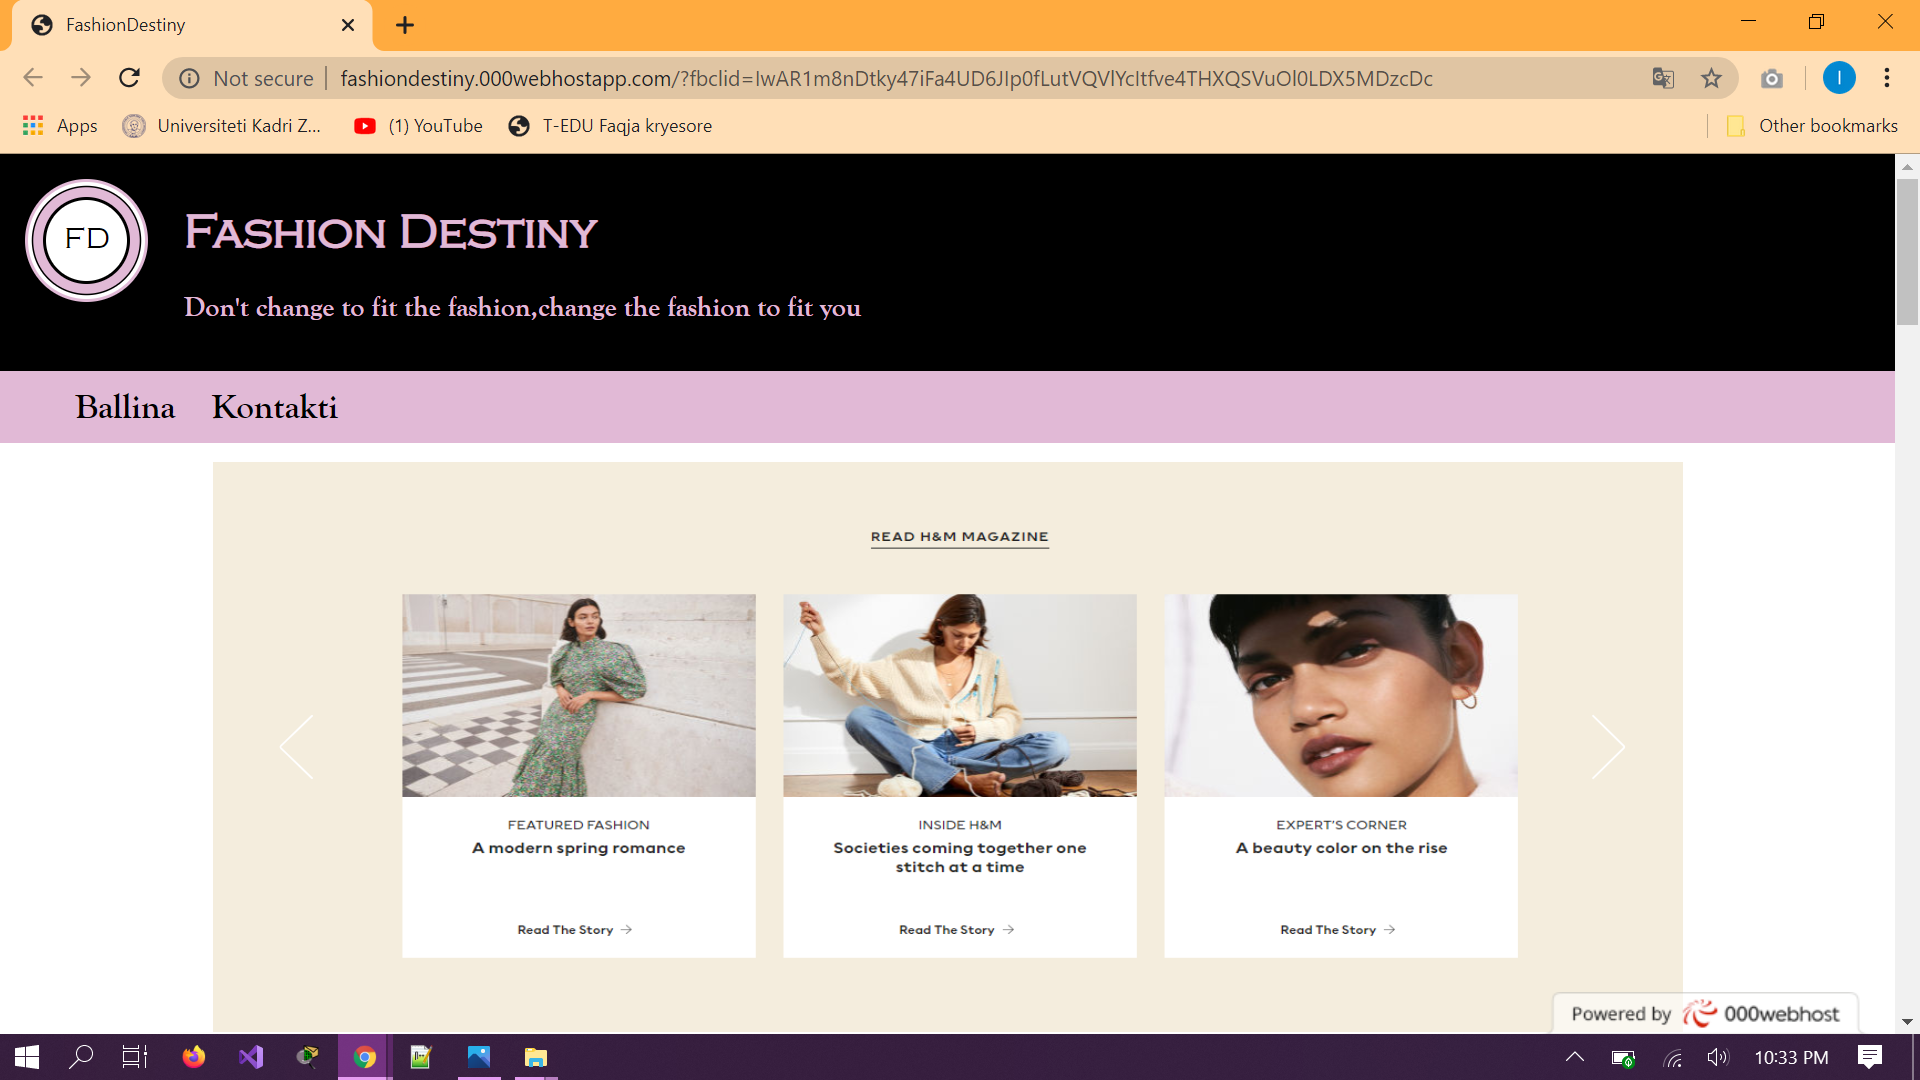 FashionDestiny
Not secure
fashiondestiny.000webhostapp.com/?fbclid=IwAR1m8nDtky47iFa4UD6JIp0fLutVQVlYcItfve4THXQSVuOl0LDX5MDzcDc
I
Apps
Universiteti Kadri Z...
(1) YouTube
T-EDU Faqja kryesore
Other bookmarks
FD
Fashion Destiny
Don't change to fit the fashion,change the fashion to fit you
Ballina Kontakti
READ H&M MAGAZINE
FEATURED FASHION
A modern spring romance
Read The Story →
INSIDE H&M
Societies coming together one
stitch at a time
Read The Story →
EXPERT'S CORNER
A beauty color on the rise
Read The Story →
Powered by 000webhost
10:33 PM